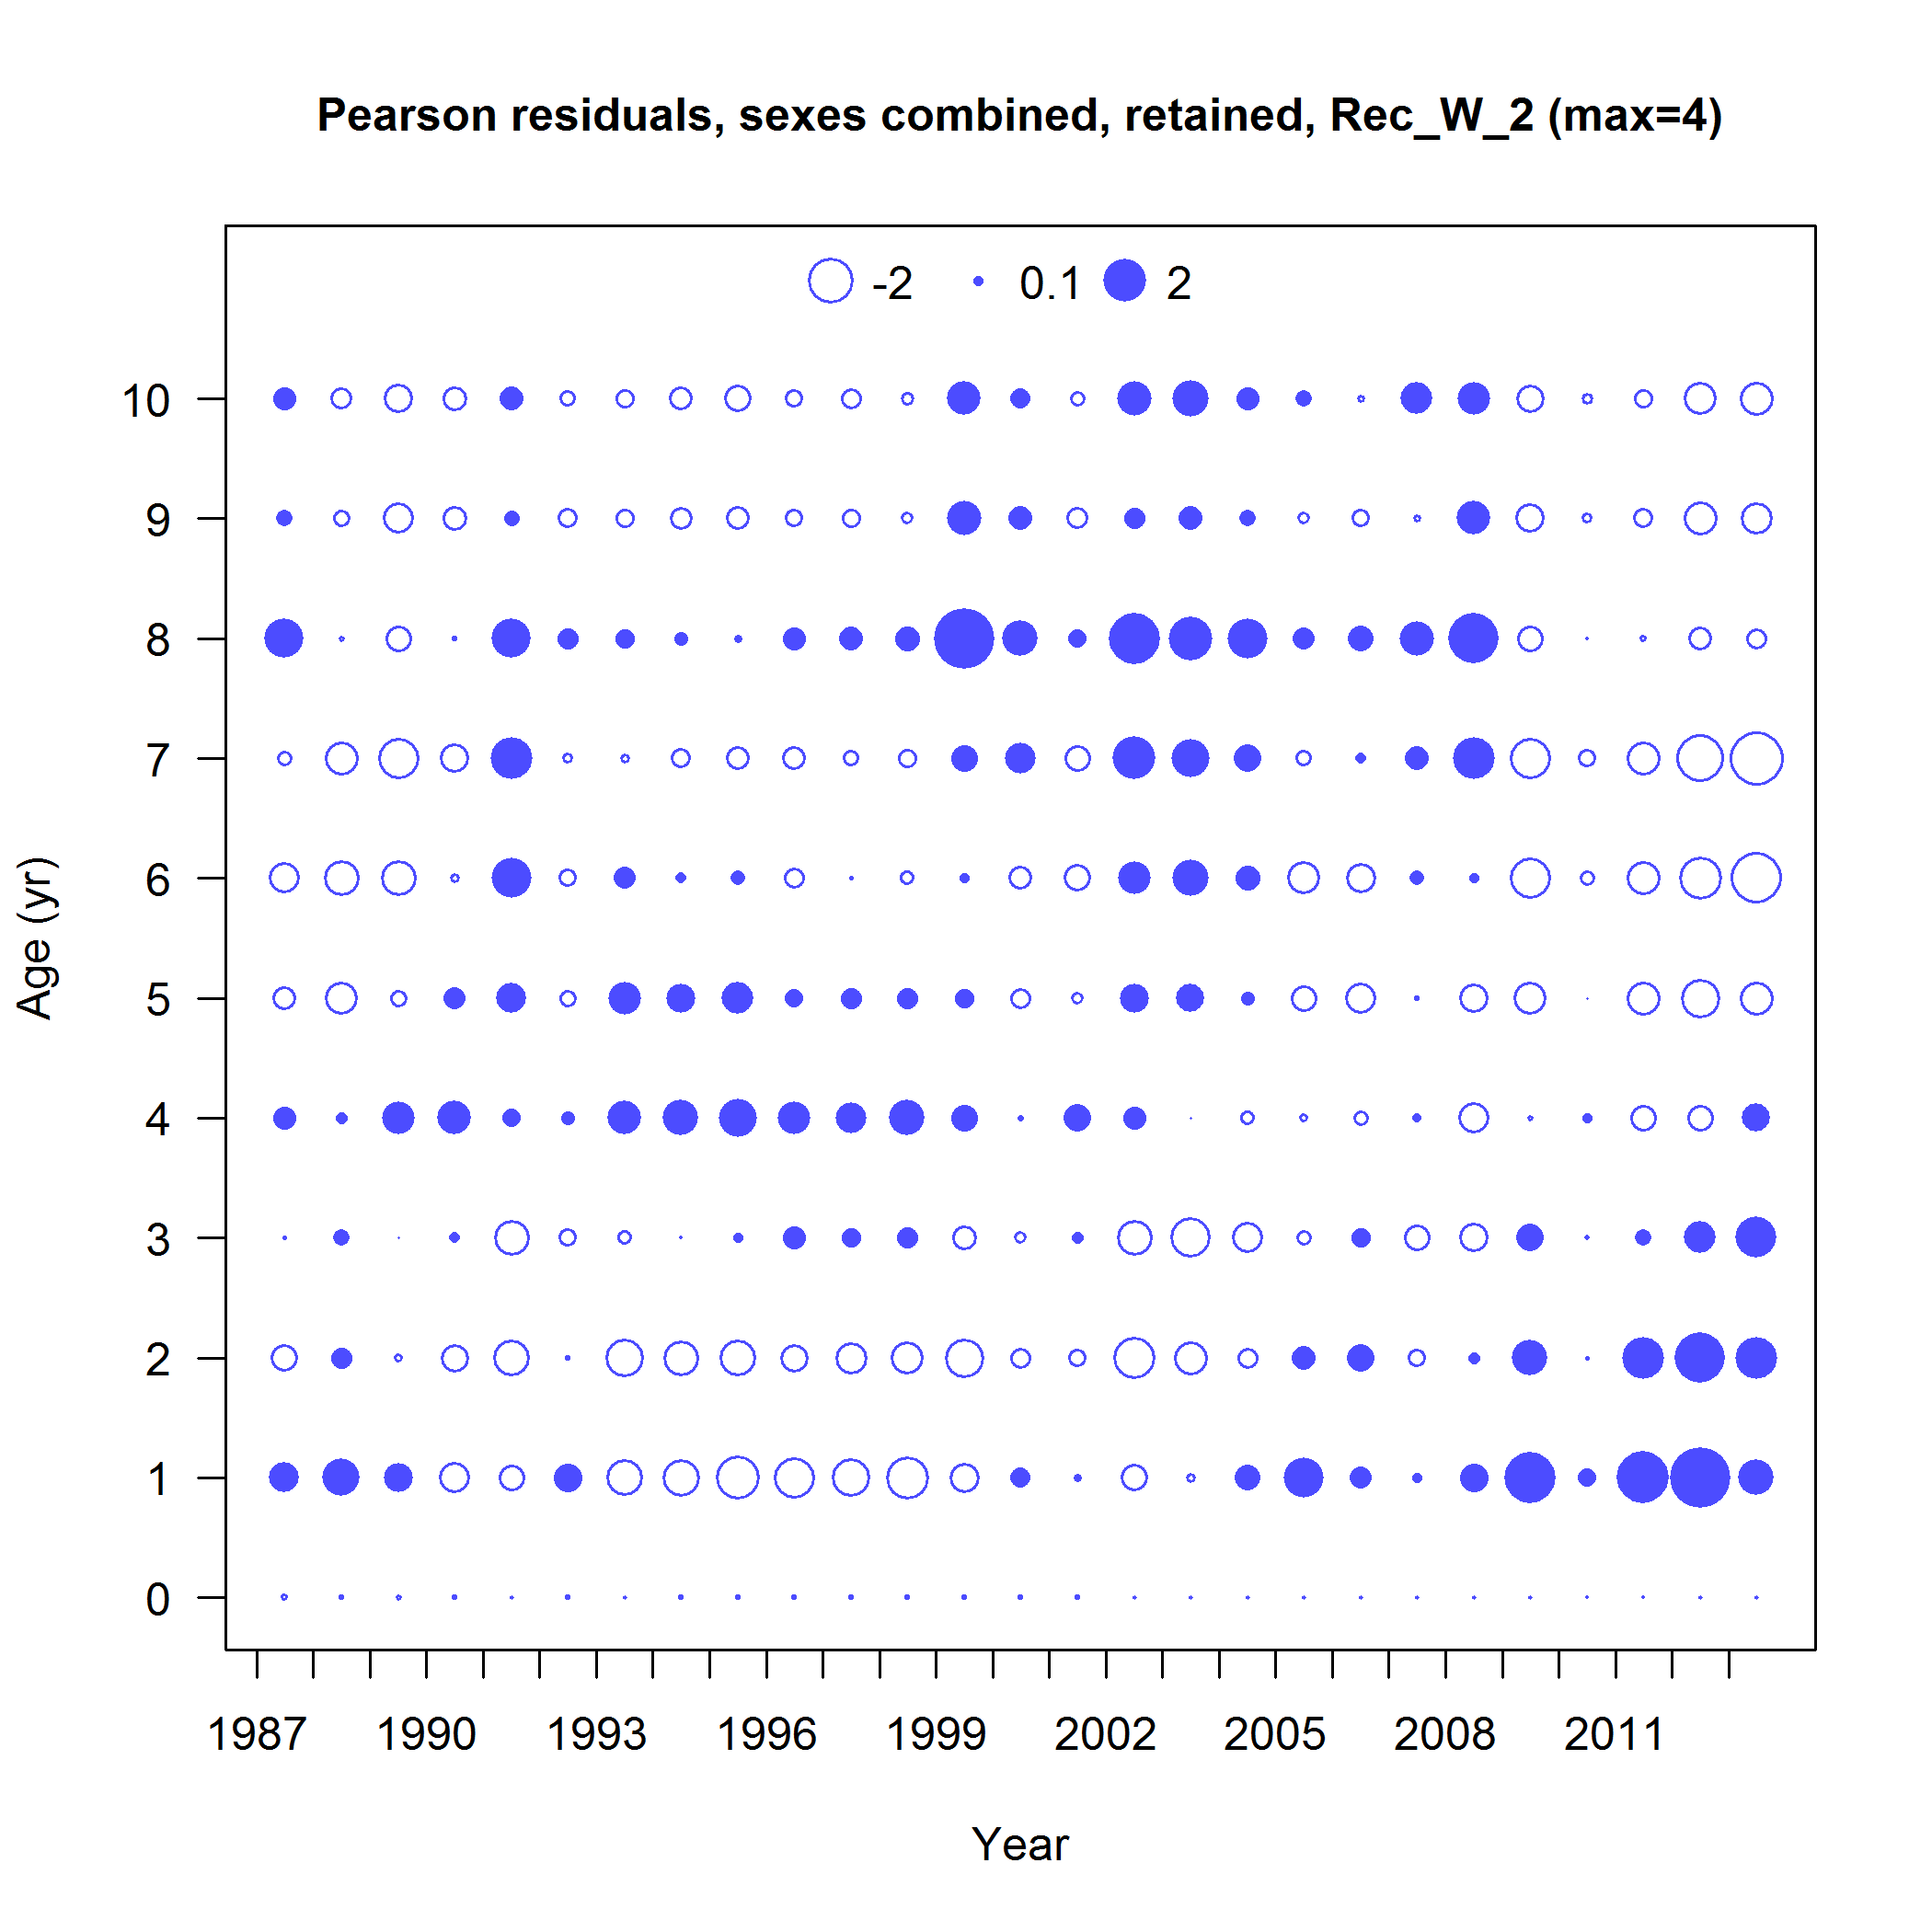 Pearson residuals, sexes combined, retained, Rec_W_2 (max=4)
-2 0.1 2
10
9
8
7
6
5
4
3
2
1
0
Age (yr)
1987 1990 1993 1996 1999 2002 2005 2008 2011
Year